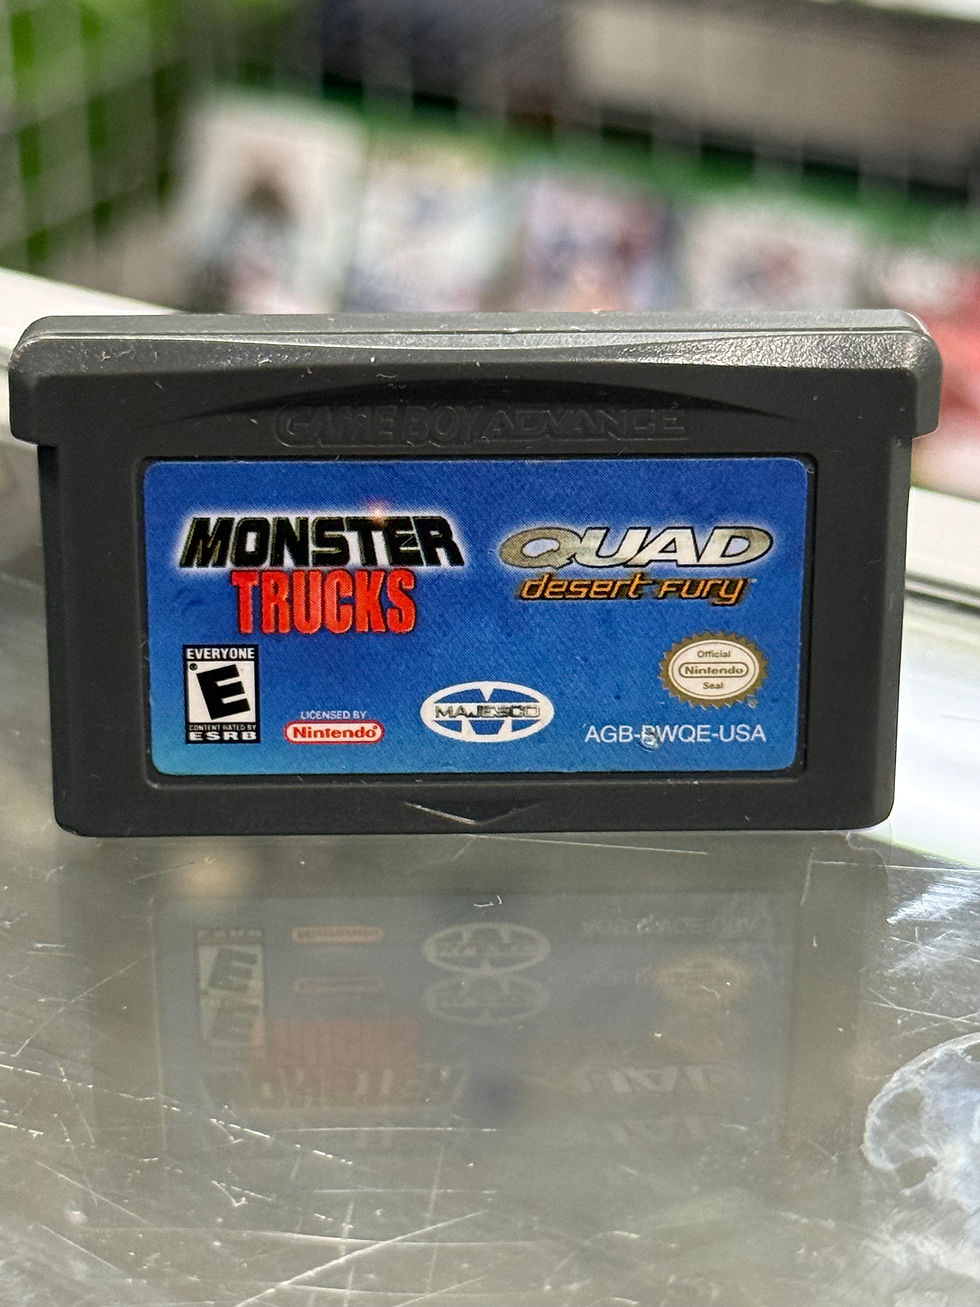 GAME BOY ADVANCE
MONSTER
TRUCKS
QUAD
desert FURY
EVERYONE
E
CONTENT RATED BY
ESRB
LICENSED BY
Nintendo®
MAJESCO
Official
Nintendo
Seal
AGB-BWQE-USA